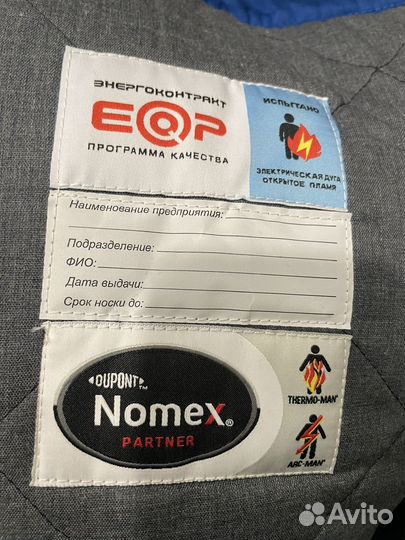 ЭНЕРГОКОНТРАКТ
EQP
ПРОГРАММА КАЧЕСТВА
ИСПЫТАНО
ЭЛЕКТРИЧЕСКАЯ ДУГА
ОТКРЫТОЕ ПЛАМЯ
Наименование предприятия:
Подразделение:
ФИО:
Дата выдачи:
Срок носки до:
DUPONT™
Nomex®
PARTNER
THERMO-MAN®
ARC-MAN®
Avito